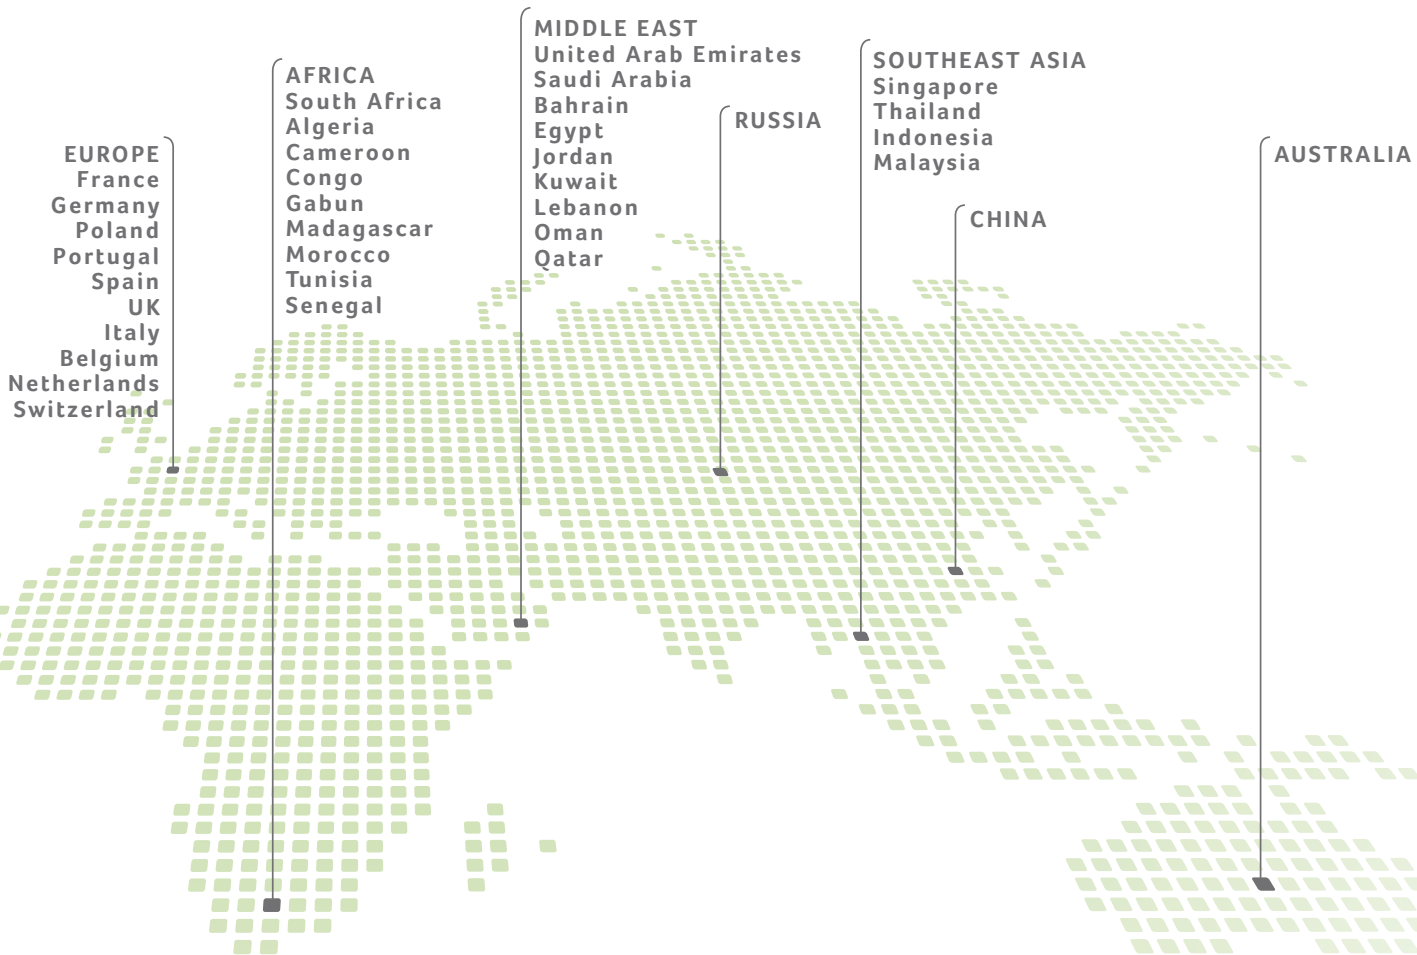 EUROPE
France
Germany
Poland
Portugal
Spain
UK
Italy
Belgium
Netherlands
Switzerland
AFRICA
South Africa
Algeria
Cameroon
Congo
Gabun
Madagascar
Morocco
Tunisia
Senegal
MIDDLE EAST
United Arab Emirates
Saudi Arabia
Bahrain
Egypt
Jordan
Kuwait
Lebanon
Oman
Qatar
RUSSIA
SOUTHEAST ASIA
Singapore
Thailand
Indonesia
Malaysia
CHINA
AUSTRALIA